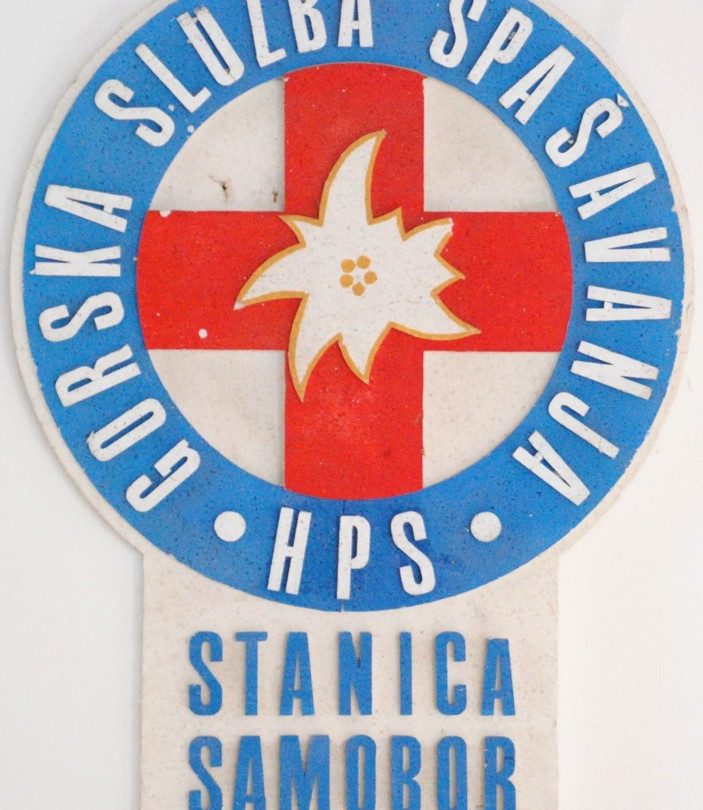 GORSKA SLUŽBA SPAŠAVANJA
• HPS •
STANICA
SAMOBOR